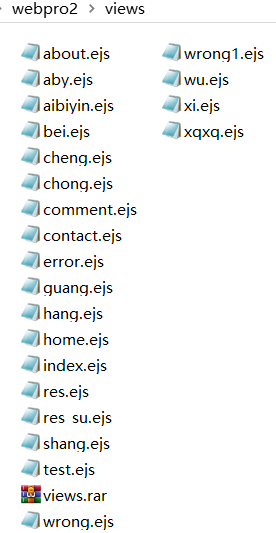 webpro2 > views
about.ejs
aby.ejs
aibiyin.ejs
bei.ejs
cheng.ejs
chong.ejs
comment.ejs
contact.ejs
error.ejs
guang.ejs
hang.ejs
home.ejs
index.ejs
res.ejs
res_su.ejs
shang.ejs
test.ejs
views.rar
wrong.ejs
wrong1.ejs
wu.ejs
xi.ejs
xqxq.ejs